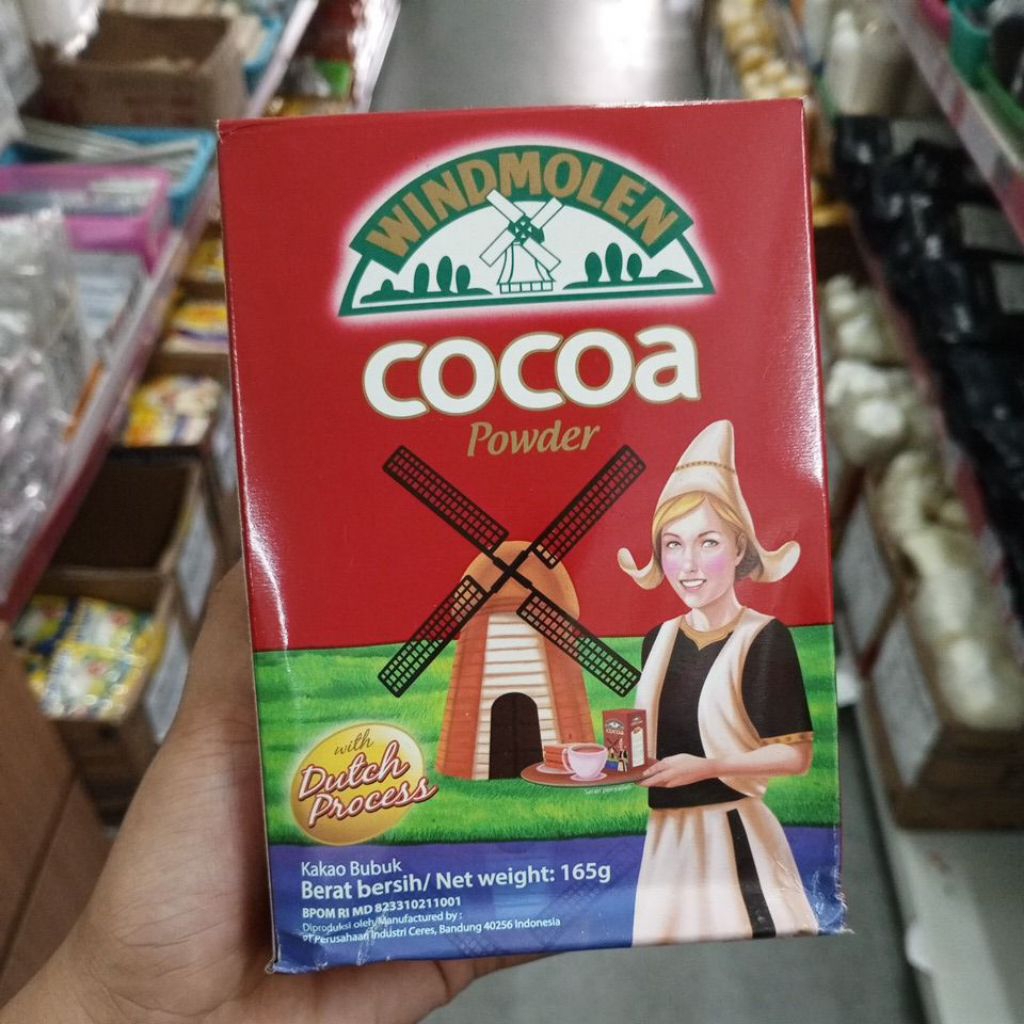 WINDMOLEN
cocoa
Powder
COCOA
with
Dutch
Process
Kakao Bubuk
Berat bersih/ Net weight: 165g
BPOM RI MD 823310211001
Diproduksi oleh/Manufactured by :
PT Perusahaan Industri Ceres, Bandung 40256 Indonesia